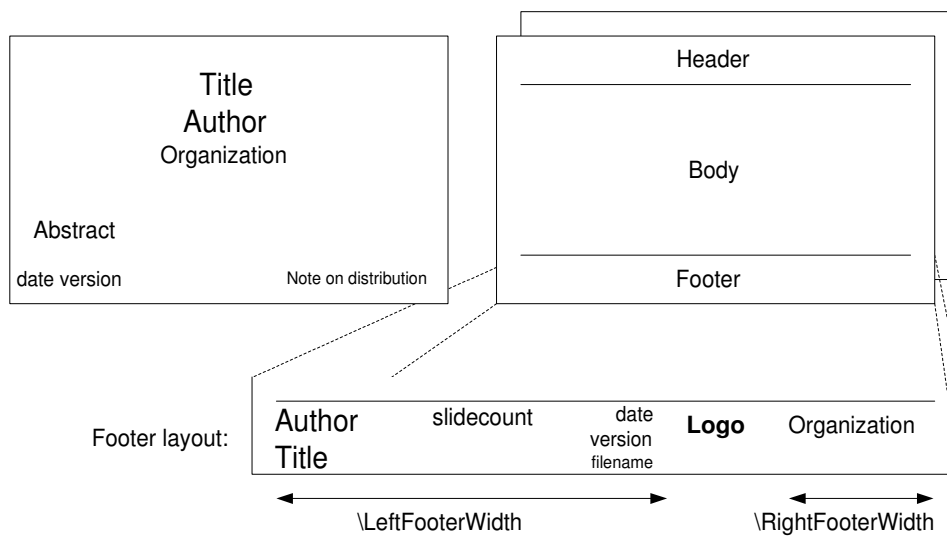 Title
Author
Organization
Abstract
date version
Note on distribution
Header
Body
Footer
Footer layout:
Author
Title
slidecount
date
version
filename
Logo
Organization
\LeftFooterWidth
\RightFooterWidth